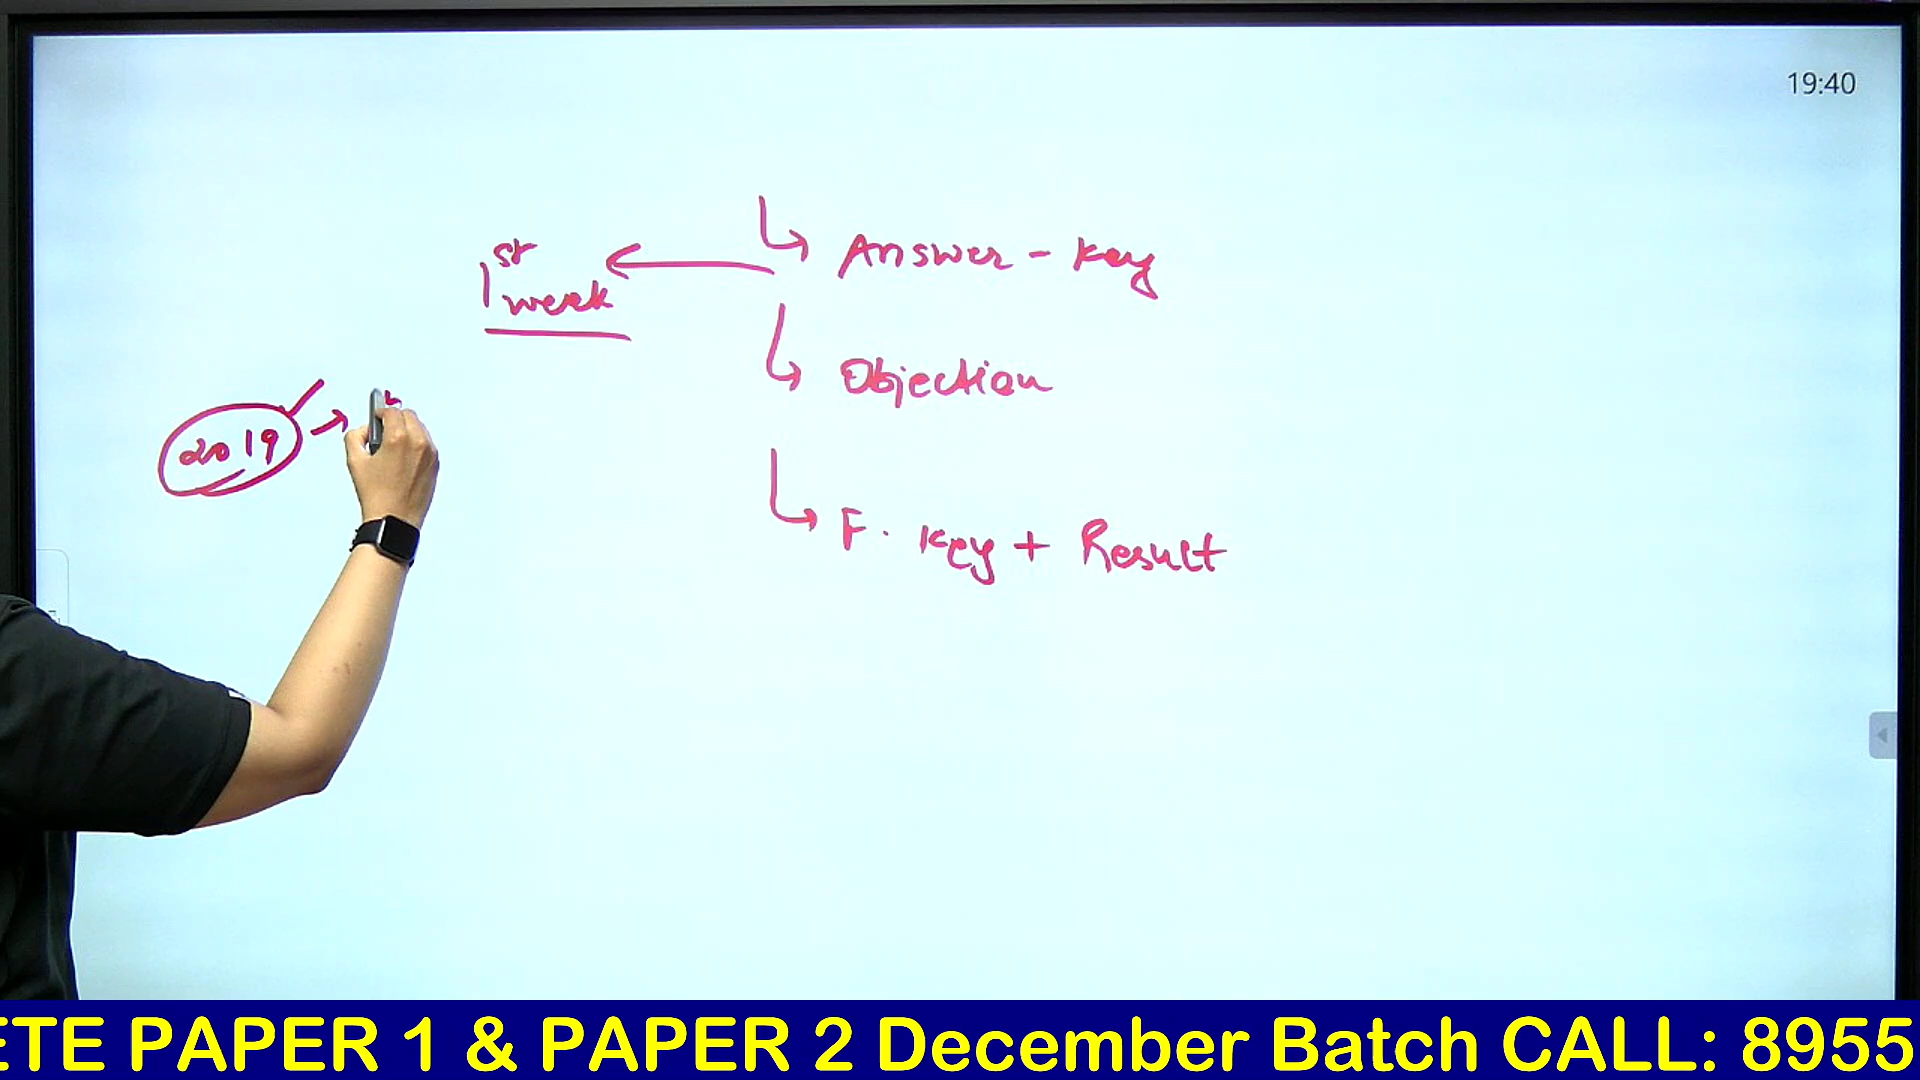 19:40
Answer - Key
1st week
Objection
2019
F. Key + Result
ETE PAPER 1 & PAPER 2 December Batch CALL: 8955